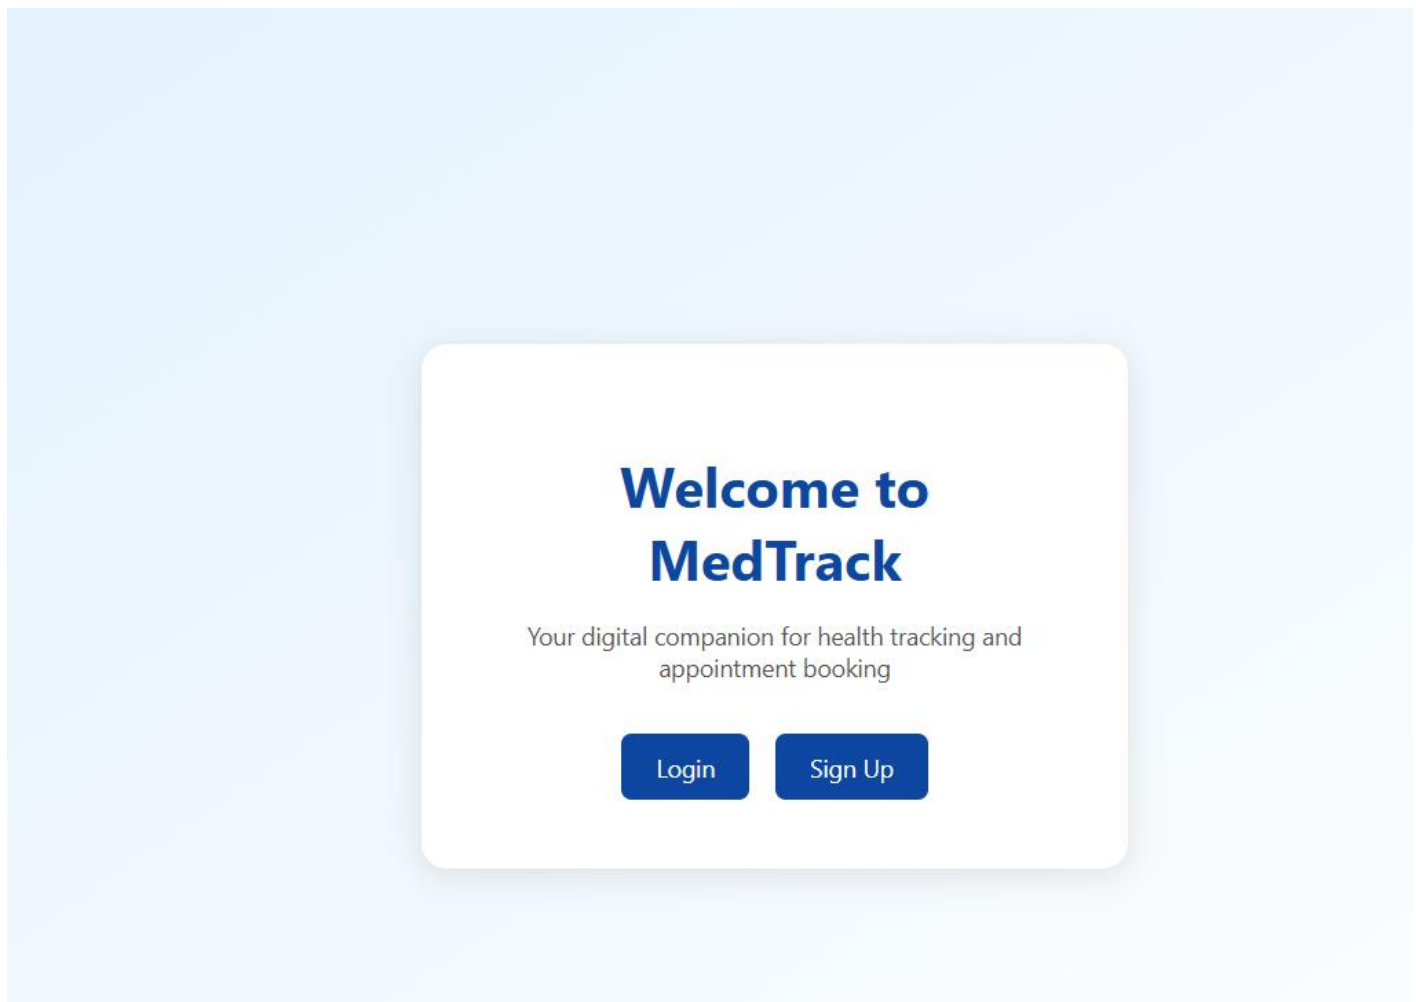 Welcome to
MedTrack
Your digital companion for health tracking and
appointment booking
Login
Sign Up